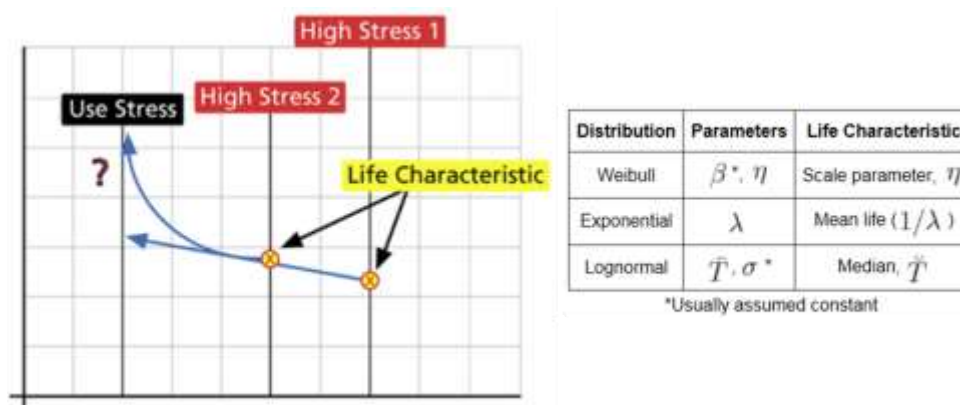 High Stress 1
Use Stress
High Stress 2
?
Life Characteristic
Distribution Parameters Life Characteristic
Weibull β*, η Scale parameter, η
Exponential λ Mean life (1/λ)
Lognormal T̄, σ* Median, T̆
*Usually assumed constant